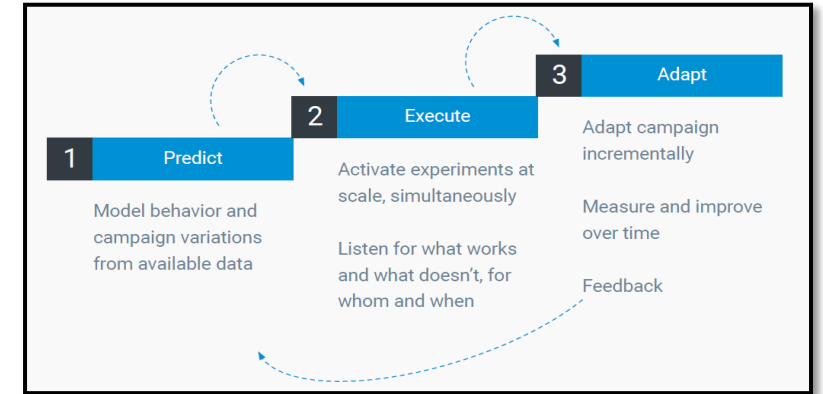 1 Predict
Model behavior and
campaign variations
from available data
2 Execute
Activate experiments at
scale, simultaneously
Listen for what works
and what doesn't, for
whom and when
3 Adapt
Adapt campaign
incrementally
Measure and improve
over time
Feedback